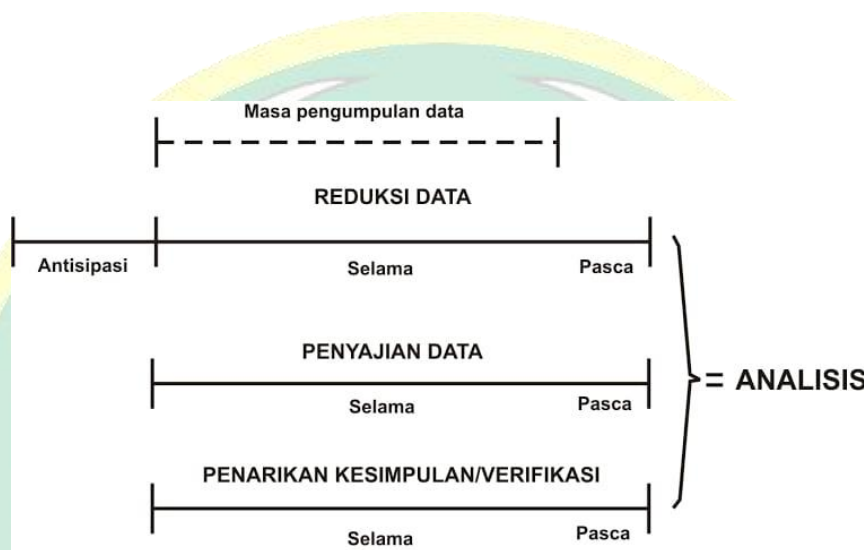 Masa pengumpulan data
REDUKSI DATA
Antisipasi Selama Pasca
PENYAJIAN DATA
Selama Pasca
= ANALISIS
PENARIKAN KESIMPULAN/VERIFIKASI
Selama Pasca